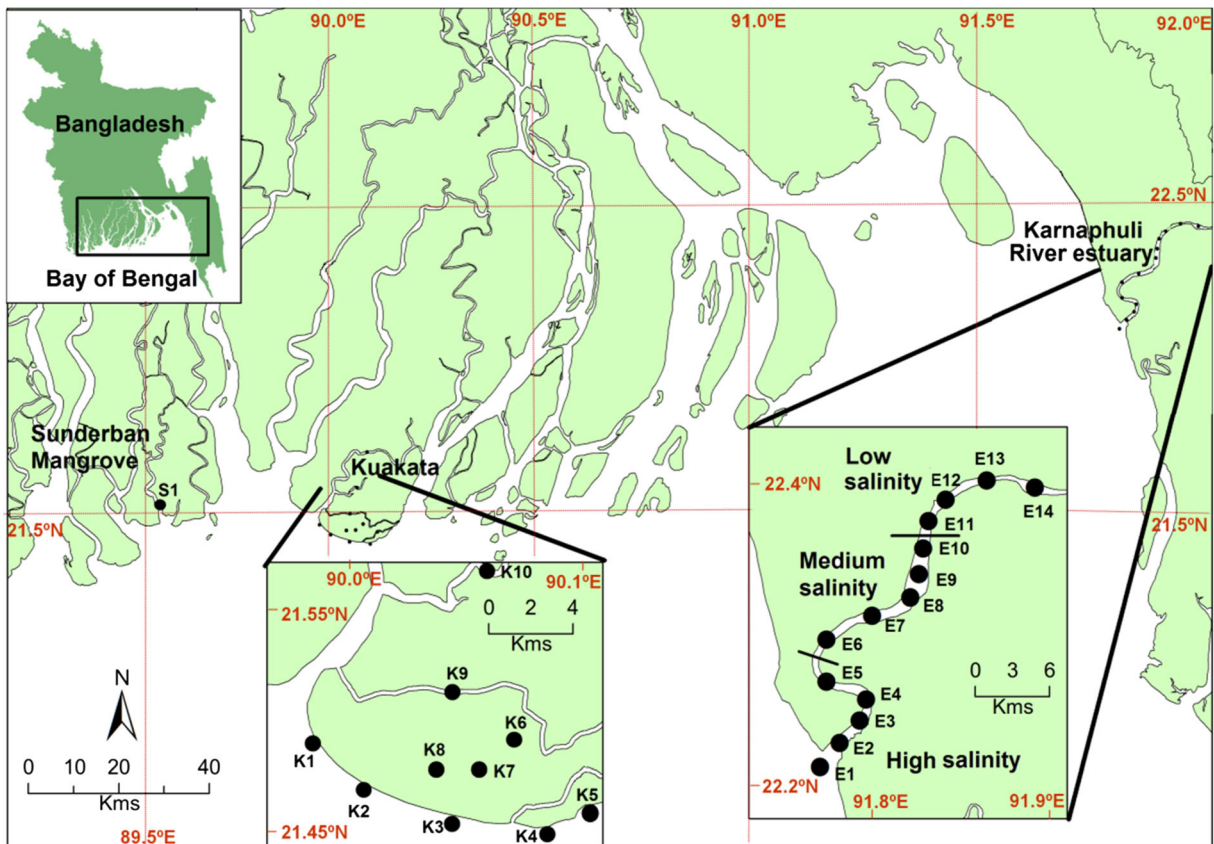 90.0ºE
90.5ºE
91.0ºE
91.5ºE
92.0ºE
Bangladesh
Bay of Bengal
22.5ºN
Karnaphuli
River estuary
Sunderban
Mangrove
S1
Kuakata
21.5ºN
21.5ºN
N
0 10 20 40
Kms
89.5ºE
90.0ºE
90.1ºE
K10
0 2 4
Kms
21.55ºN
K9
K6
K1
K8
K7
K2
K5
K3
K4
21.45ºN
Low
salinity
E13
22.4ºN
E12
E14
E11
E10
Medium
salinity
E9
E8
E7
E6
0 3 6
Kms
E5
E4
E3
E2
High salinity
E1
22.2ºN
91.8ºE
91.9ºE